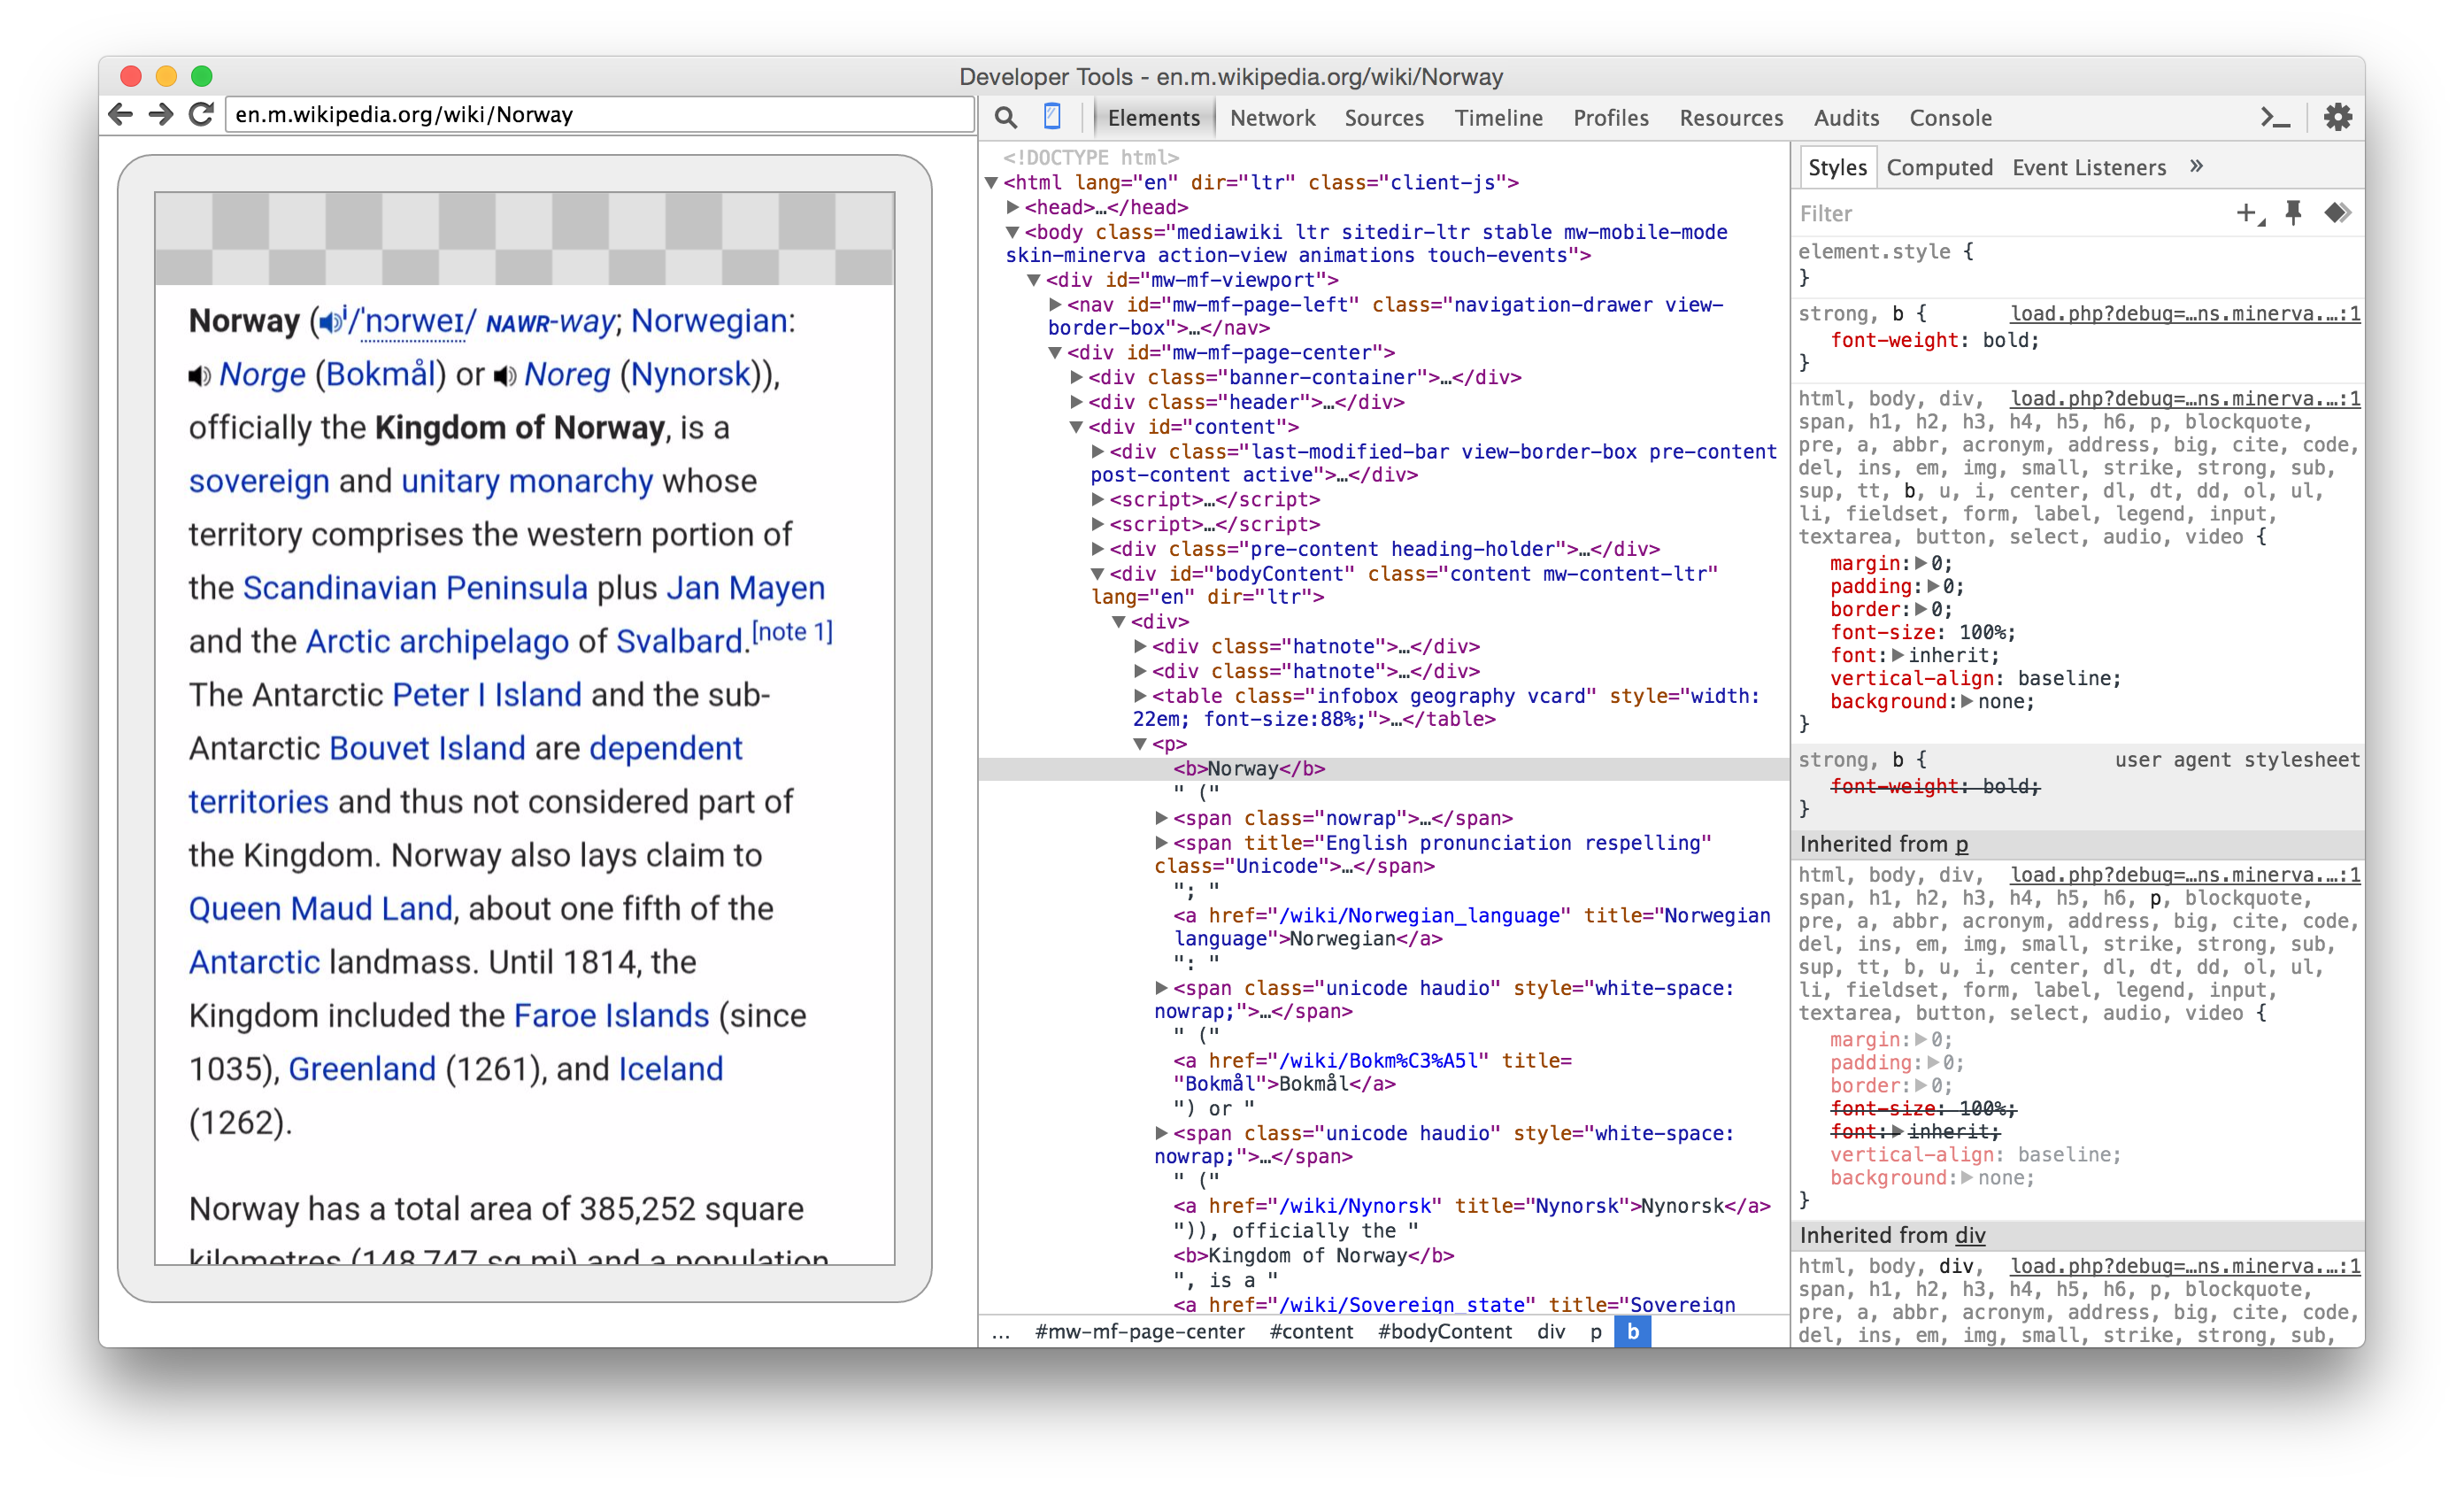 Developer Tools - en.m.wikipedia.org/wiki/Norway
en.m.wikipedia.org/wiki/Norway
Norway (i/ˈnɔrweɪ/ NAWR-way; Norwegian:
Norge (Bokmål) or Noreg (Nynorsk)),
officially the Kingdom of Norway, is a
sovereign and unitary monarchy whose
territory comprises the western portion of
the Scandinavian Peninsula plus Jan Mayen
and the Arctic archipelago of Svalbard.[note 1]
The Antarctic Peter I Island and the sub-
Antarctic Bouvet Island are dependent
territories and thus not considered part of
the Kingdom. Norway also lays claim to
Queen Maud Land, about one fifth of the
Antarctic landmass. Until 1814, the
Kingdom included the Faroe Islands (since
1035), Greenland (1261), and Iceland
(1262).
Norway has a total area of 385,252 square
kilometres (148,747 sq mi) and a population
Elements Network Sources Timeline Profiles Resources Audits Console
<!DOCTYPE html>
<html lang="en" dir="ltr" class="client-js">
<head>…</head>
<body class="mediawiki ltr sitedir-ltr stable mw-mobile-mode
skin-minerva action-view animations touch-events">
<div id="mw-mf-viewport">
<nav id="mw-mf-page-left" class="navigation-drawer view-
border-box">…</nav>
<div id="mw-mf-page-center">
<div class="banner-container">…</div>
<div class="header">…</div>
<div id="content">
<div class="last-modified-bar view-border-box pre-content
post-content active">…</div>
<script>…</script>
<script>…</script>
<div class="pre-content heading-holder">…</div>
<div id="bodyContent" class="content mw-content-ltr"
lang="en" dir="ltr">
<div>
<div class="hatnote">…</div>
<div class="hatnote">…</div>
<table class="infobox geography vcard" style="width:
22em; font-size:88%;">…</table>
<p>
<b>Norway</b>
" ("
<span class="nowrap">…</span>
<span title="English pronunciation respelling"
class="Unicode">…</span>
"; "
<a href="/wiki/Norwegian_language" title="Norwegian
language">Norwegian</a>
": "
<span class="unicode haudio" style="white-space:
nowrap;">…</span>
" ("
<a href="/wiki/Bokm%C3%A5l" title=
"Bokmål">Bokmål</a>
") or "
<span class="unicode haudio" style="white-space:
nowrap;">…</span>
" ("
<a href="/wiki/Nynorsk" title="Nynorsk">Nynorsk</a>
")), officially the "
<b>Kingdom of Norway</b>
", is a "
<a href="/wiki/Sovereign_state" title="Sovereign
... #mw-mf-page-center #content #bodyContent div p b
Styles Computed Event Listeners »
Filter
element.style {
}
strong, b { load.php?debug=…ns.minerva.…:1
font-weight: bold;
}
html, body, div, load.php?debug=…ns.minerva.…:1
span, h1, h2, h3, h4, h5, h6, p, blockquote,
pre, a, abbr, acronym, address, big, cite, code,
del, ins, em, img, small, strike, strong, sub,
sup, tt, b, u, i, center, dl, dt, dd, ol, ul,
li, fieldset, form, label, legend, input,
textarea, button, select, audio, video {
margin: 0;
padding: 0;
border: 0;
font-size: 100%;
font: inherit;
vertical-align: baseline;
background: none;
}
strong, b { user agent stylesheet
font-weight: bold;
}
Inherited from p
html, body, div, load.php?debug=…ns.minerva.…:1
span, h1, h2, h3, h4, h5, h6, p, blockquote,
pre, a, abbr, acronym, address, big, cite, code,
del, ins, em, img, small, strike, strong, sub,
sup, tt, b, u, i, center, dl, dt, dd, ol, ul,
li, fieldset, form, label, legend, input,
textarea, button, select, audio, video {
margin: 0;
padding: 0;
border: 0;
font-size: 100%;
font: inherit;
vertical-align: baseline;
background: none;
}
Inherited from div
html, body, div, load.php?debug=…ns.minerva.…:1
span, h1, h2, h3, h4, h5, h6, p, blockquote,
pre, a, abbr, acronym, address, big, cite, code,
del, ins, em, img, small, strike, strong, sub,